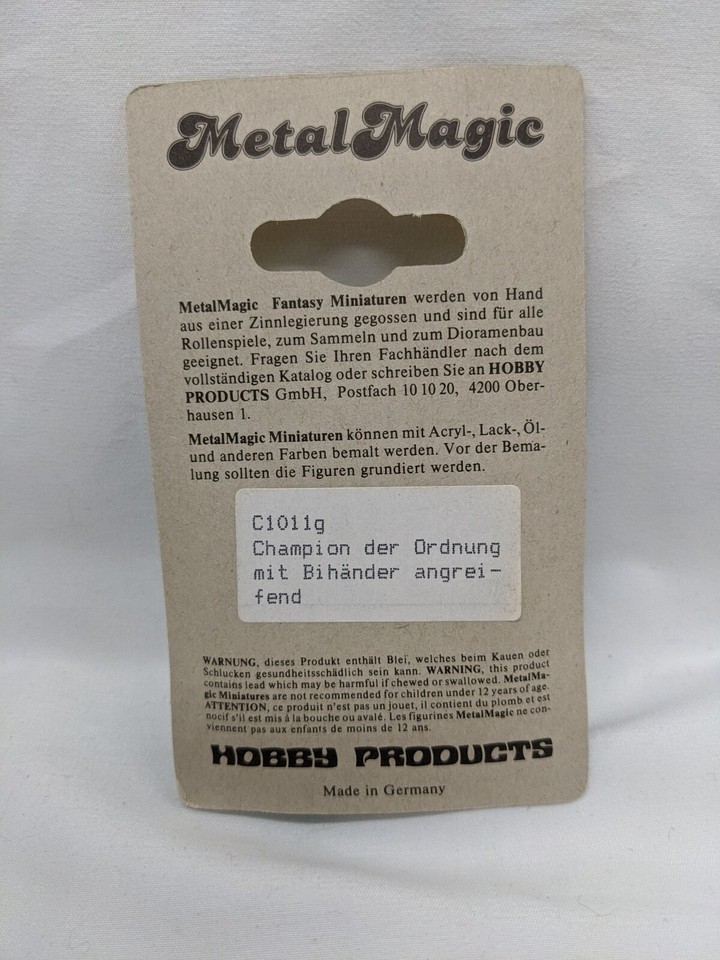 MetalMagic
MetalMagic Fantasy Miniaturen werden von Hand
aus einer Zinnlegierung gegossen und sind für alle
Rollenspiele, zum Sammeln und zum Dioramenbau
geeignet. Fragen Sie Ihren Fachhändler nach dem
vollständigen Katalog oder schreiben Sie an HOBBY
PRODUCTS GmbH, Postfach 10 10 20, 4200 Ober-
hausen 1.
MetalMagic Miniaturen können mit Acryl-, Lack-, Öl-
und anderen Farben bemalt werden. Vor der Bema-
lung sollten die Figuren grundiert werden.
C1011g
Champion der Ordnung
mit Bihänder angrei-
fend
WARNUNG, dieses Produkt enthält Blei, welches beim Kauen oder
Schlucken gesundheitsschädlich sein kann. WARNING, this product
contains lead which may be harmful if chewed or swallowed. MetalMa-
gic Miniatures are not recommended for children under 12 years of age.
ATTENTION, ce produit n'est pas un jouet, il contient du plomb et est
nocif s'il est mis à la bouche ou avalé. Les figurines MetalMagic ne con-
viennent pas aux enfants de moins de 12 ans.
HOBBY PRODUCTS
Made in Germany